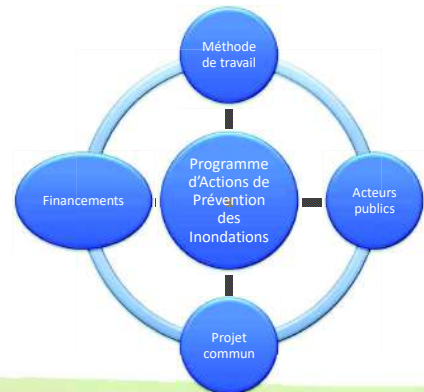 Méthode
de travail
Programme
d'Actions de
Prévention
des
Inondations
Financements
Acteurs
publics
Projet
commun